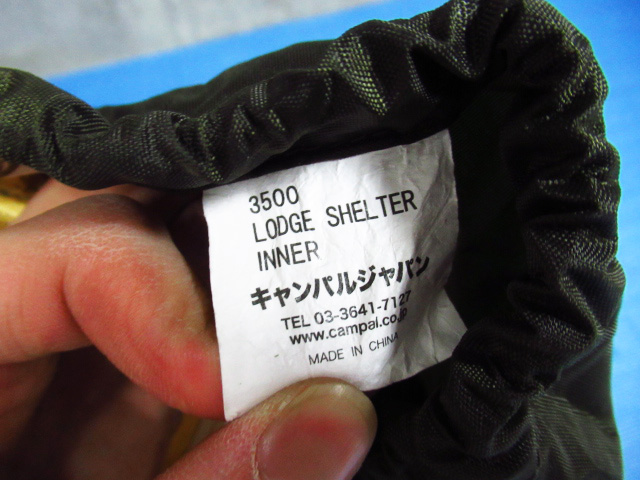 3500
LODGE SHELTER
INNER
キャンパルジャパン
TEL 03-3641-7127
www.campal.co.jp
MADE IN CHINA